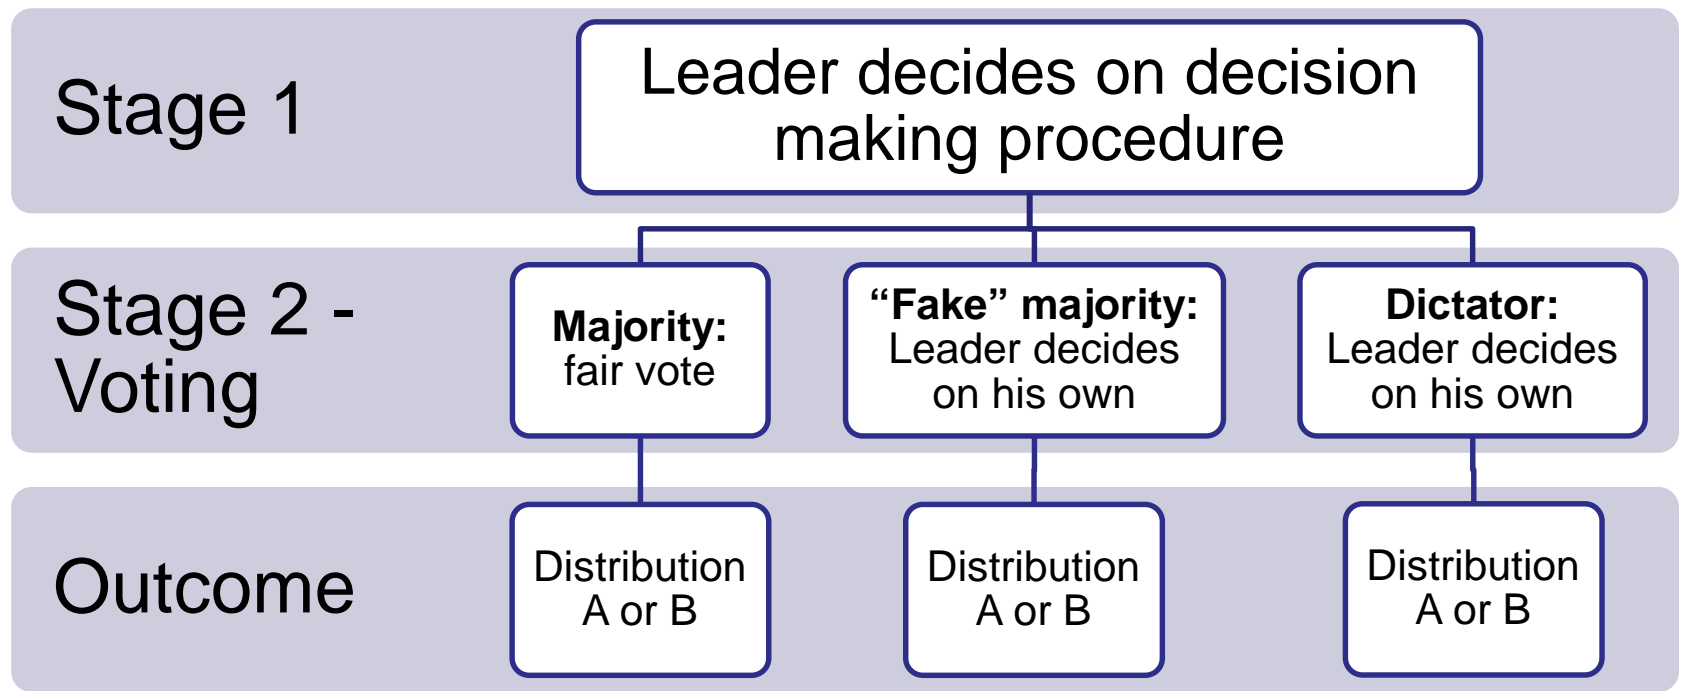 Stage 1
Leader decides on decision
making procedure
Stage 2 -
Voting
Majority:
fair vote
“Fake” majority:
Leader decides
on his own
Dictator:
Leader decides
on his own
Outcome
Distribution
A or B
Distribution
A or B
Distribution
A or B